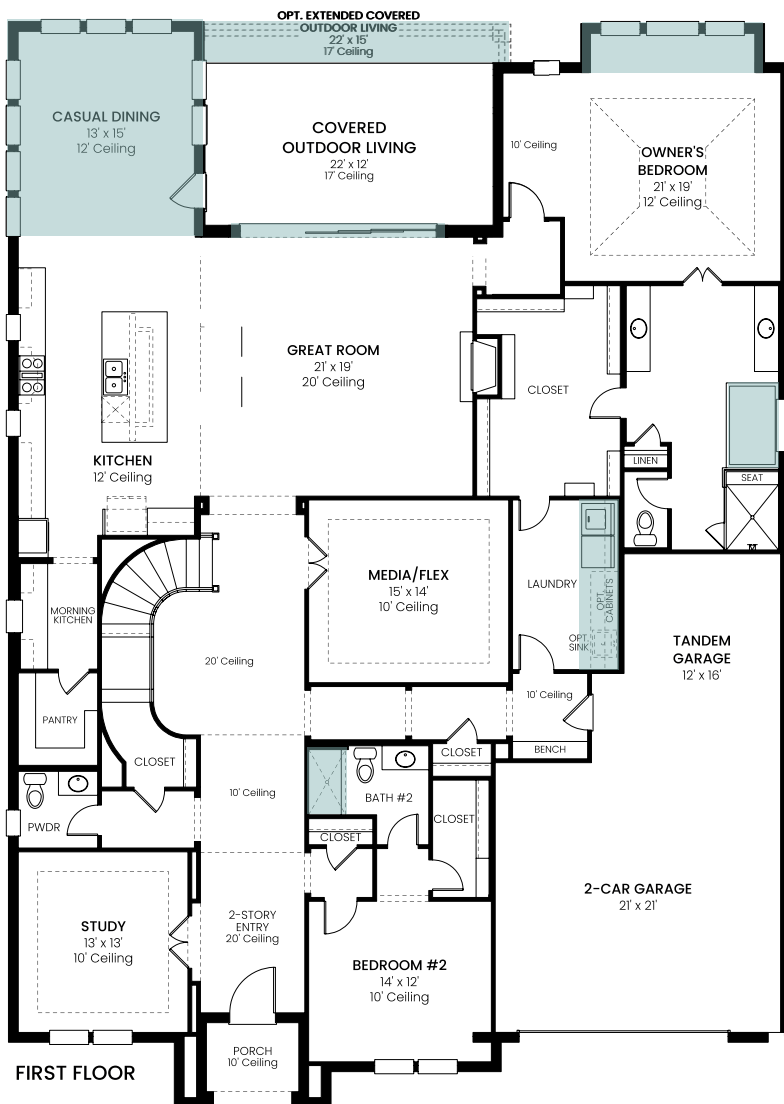 OPT. EXTENDED COVERED
OUTDOOR LIVING
22' x 15'
17' Ceiling
CASUAL DINING
13' x 15'
12' Ceiling
COVERED
OUTDOOR LIVING
22' x 12'
17' Ceiling
10' Ceiling
OWNER'S
BEDROOM
21' x 19'
12' Ceiling
GREAT ROOM
21' x 19'
20' Ceiling
CLOSET
KITCHEN
12' Ceiling
LINEN
SEAT
MEDIA/FLEX
15' x 14'
10' Ceiling
LAUNDRY
OPT.
CABINETS
OPT.
SINK
MORNING
KITCHEN
TANDEM
GARAGE
12' x 16'
20' Ceiling
10' Ceiling
PANTRY
CLOSET
CLOSET
BENCH
10' Ceiling
BATH #2
CLOSET
PWDR
CLOSET
2-CAR GARAGE
21' x 21'
STUDY
13' x 13'
10' Ceiling
2-STORY
ENTRY
20' Ceiling
BEDROOM #2
14' x 12'
10' Ceiling
PORCH
10' Ceiling
FIRST FLOOR